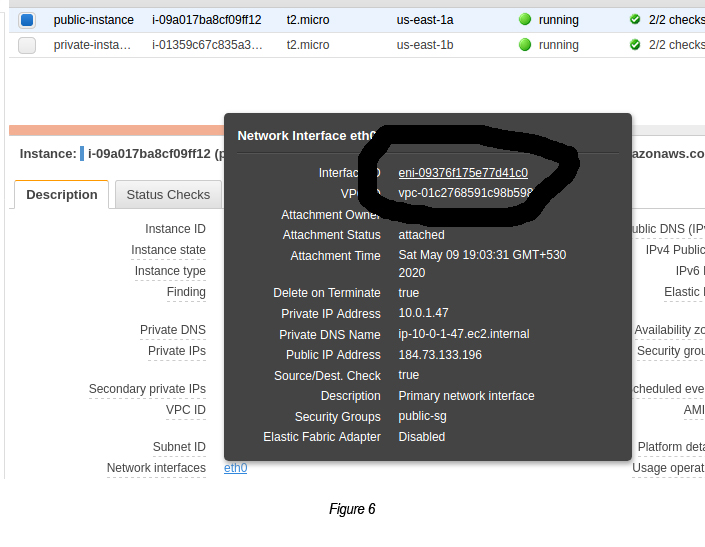 public-instance i-09a017ba8cf09ff12 t2.micro us-east-1a running 2/2 checks
private-insta… i-01359c67c835a3… t2.micro us-east-1b running 2/2 checks
Network Interface eth0
Instance: i-09a017ba8cf09ff12 (p azonaws.co
Interface ID eni-09376f175e77d41c0
VPC ID vpc-01c2768591c98b598
Description Status Checks
Attachment Owner
Instance ID Attachment Status attached ublic DNS (IPv
Instance state Attachment Time Sat May 09 19:03:31 GMT+530 IPv4 Public
2020
Instance type IPv6
Finding Delete on Terminate true Elastic
Private IP Address 10.0.1.47
Private DNS Private DNS Name ip-10-0-1-47.ec2.internal Availability zo
Private IPs Public IP Address 184.73.133.196 Security grou
Source/Dest. Check true
Secondary private IPs Description Primary network interface cheduled eve
VPC ID Security Groups public-sg AMI
Elastic Fabric Adapter Disabled
Subnet ID Platform deta
Network interfaces eth0 Usage operat
Figure 6